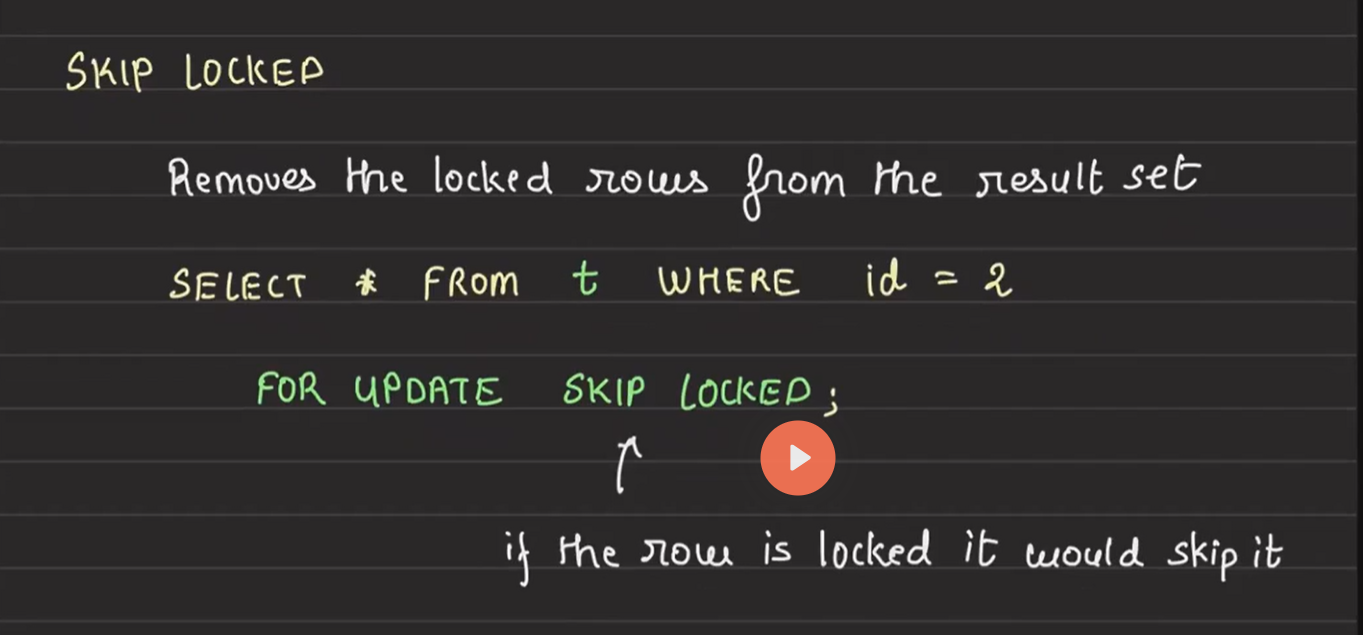 SKIP LOCKED
Removes the locked rows from the result set
SELECT * FROM t WHERE id = 2
FOR UPDATE SKIP LOCKED;
if the row is locked it would skip it